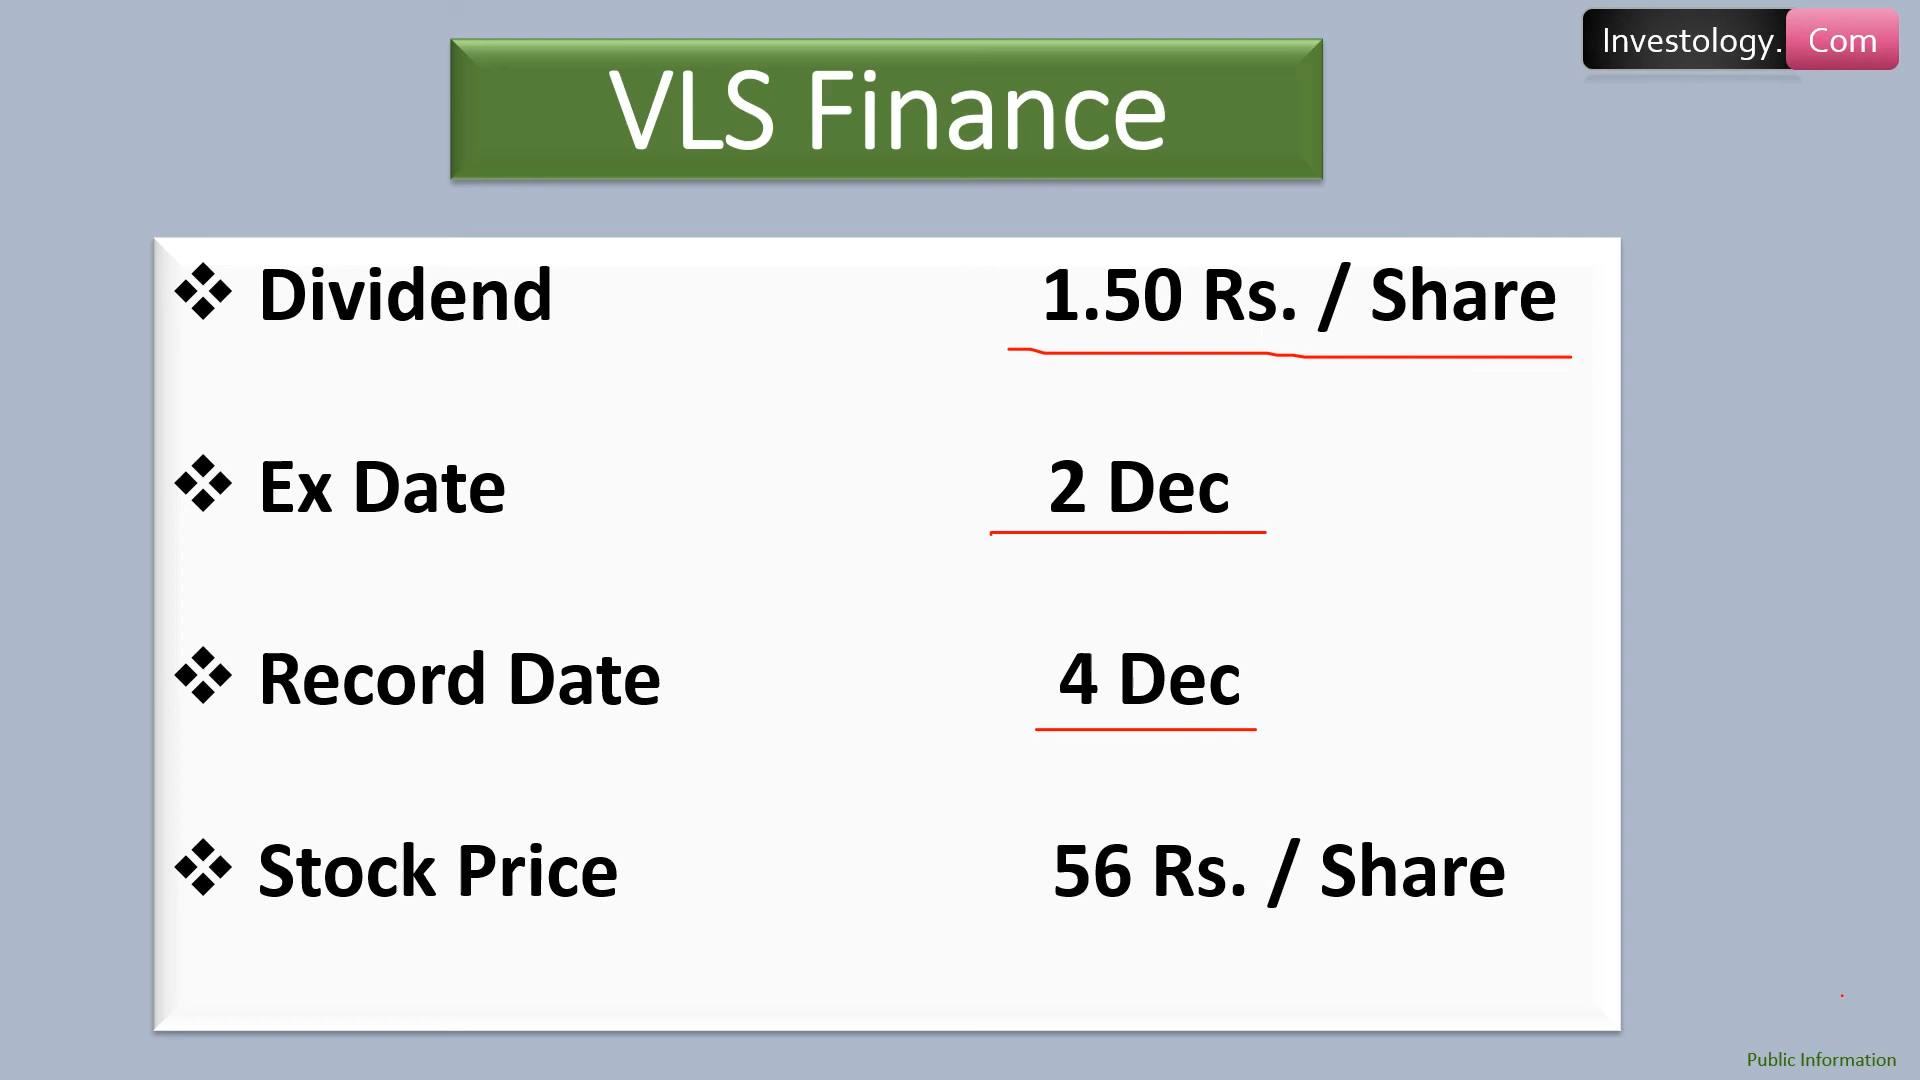 Investology. Com
VLS Finance
Dividend 1.50 Rs. / Share
Ex Date 2 Dec
Record Date 4 Dec
Stock Price 56 Rs. / Share
Public Information